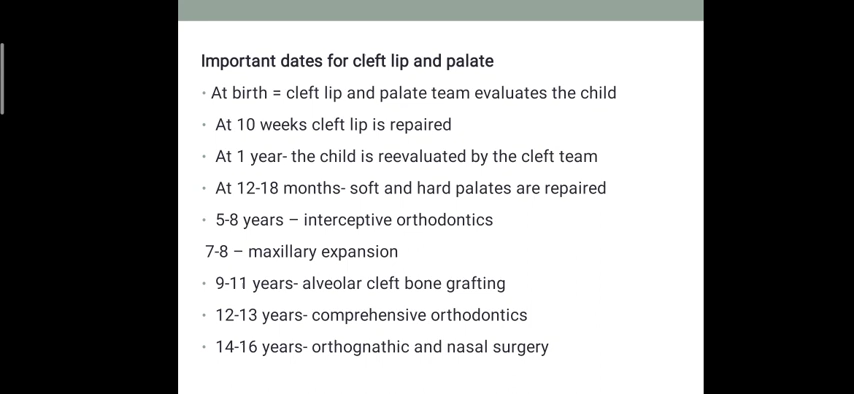 Important dates for cleft lip and palate
• At birth = cleft lip and palate team evaluates the child
• At 10 weeks cleft lip is repaired
• At 1 year- the child is reevaluated by the cleft team
• At 12-18 months- soft and hard palates are repaired
• 5-8 years – interceptive orthodontics
7-8 – maxillary expansion
• 9-11 years- alveolar cleft bone grafting
• 12-13 years- comprehensive orthodontics
• 14-16 years- orthognathic and nasal surgery